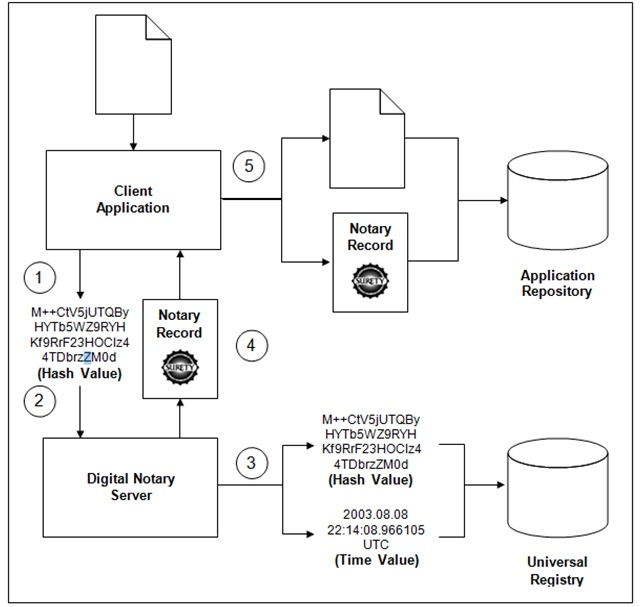 Client
Application
5
1
M++CtV5jUTQBy
HYTb5WZ9RYH
Kf9RrF23HOCIz4
4TDbrzZM0d
(Hash Value)
2
Notary
Record
SURETY
4
Notary
Record
SURETY
Application
Repository
Digital Notary
Server
3
M++CtV5jUTQBy
HYTb5WZ9RYH
Kf9RrF23HOCIz4
4TDbrzZM0d
(Hash Value)
2003.08.08
22:14:08.966105
UTC
(Time Value)
Universal
Registry